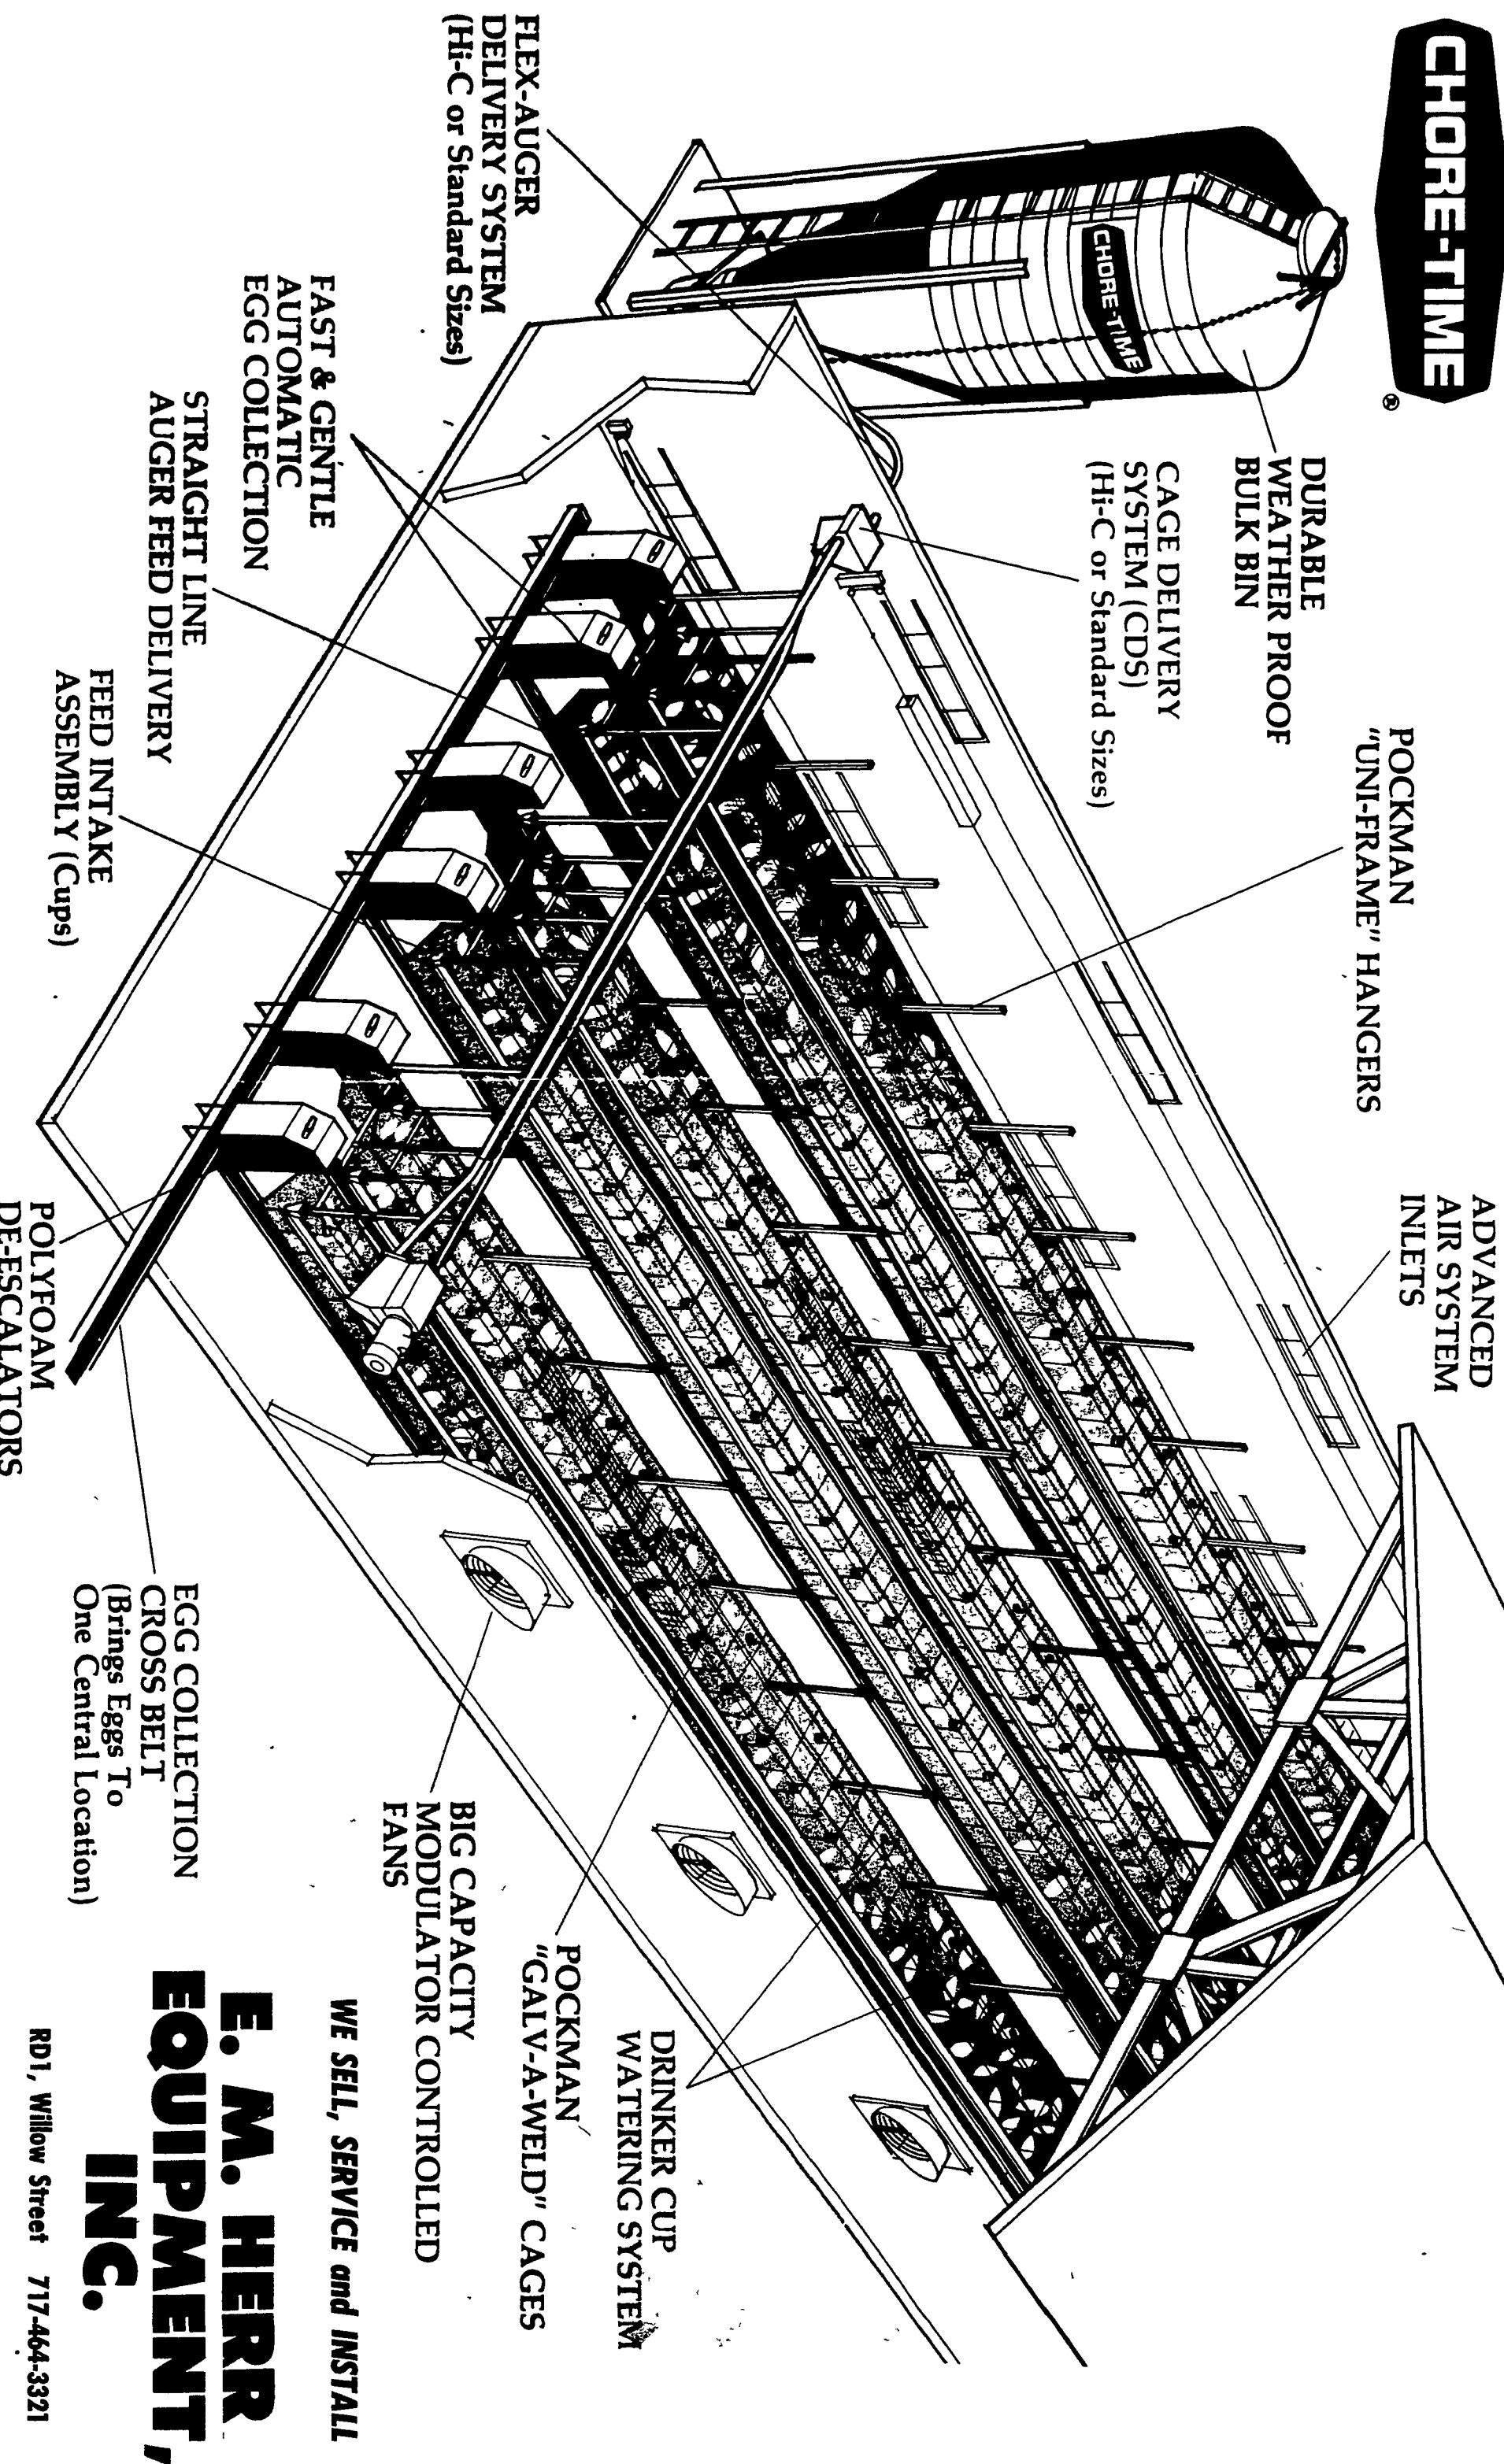 CHORE-TIME
®
CHORE-TIME
DURABLE
WEATHER PROOF
BULK BIN
POCKMAN
"UNI-FRAME" HANGERS
ADVANCED
AIR SYSTEM
INLETS
CAGE DELIVERY
SYSTEM (CDS)
(Hi-C or Standard Sizes)
FLEX-AUGER
DELIVERY SYSTEM
(Hi-C or Standard Sizes)
FAST & GENTLE
AUTOMATIC
EGG COLLECTION
STRAIGHT LINE
AUGER FEED DELIVERY
FEED INTAKE
ASSEMBLY (Cups)
POLYFOAM
DE-ESCALATORS
EGG COLLECTION
CROSS BELT
(Brings Eggs To
One Central Location)
BIG CAPACITY
MODULATOR CONTROLLED
FANS
POCKMAN
"GALV-A-WELD" CAGES
DRINKER CUP
WATERING SYSTEM
WE SELL, SERVICE and INSTALL
E. M. HERR
EQUIPMENT,
INC.
RD1, Willow Street 717-464-3321